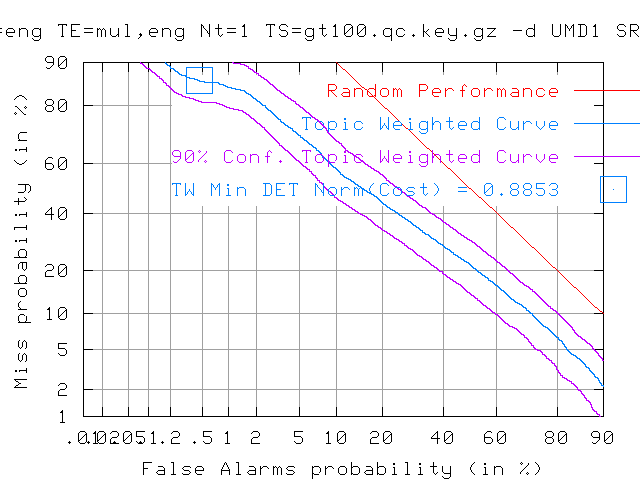 =eng TE=mul,eng Nt=1 TS=gt100.qc.key.gz -d UMD1 SR
90
80
60
40
20
10
5
2
1
Miss probability (in %)
Random Performance
Topic Weighted Curve
90% Conf. Topic Weighted Curve
TW Min DET Norm(Cost) = 0.8853
.5 1 2 5 10 20 40 60 80 90
False Alarms probability (in %)